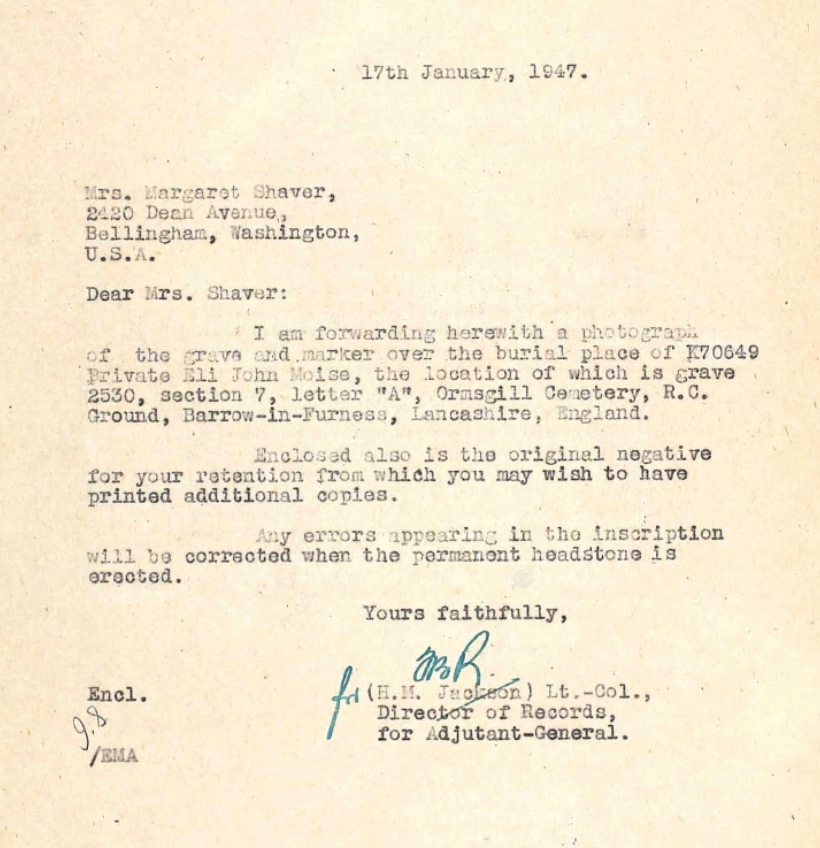 17th January, 1947.
Mrs. Margaret Shaver,
2420 Dean Avenue,
Bellingham, Washington,
U.S.A.
Dear Mrs. Shaver:
I am forwarding herewith a photograph
of the grave and marker over the burial place of K70649
Private Eli John Moise, the location of which is grave
2530, section 7, letter "A", Ormsgill Cemetery, R.C.
Ground, Barrow-in-Furness, Lancashire, England.
Enclosed also is the original negative
for your retention from which you may wish to have
printed additional copies.
Any errors appearing in the inscription
will be corrected when the permanent headstone is
erected.
Yours faithfully,
Encl.
for (H.M. Jackson) Lt.-Col.,
Director of Records,
for Adjutant-General.
/EMA